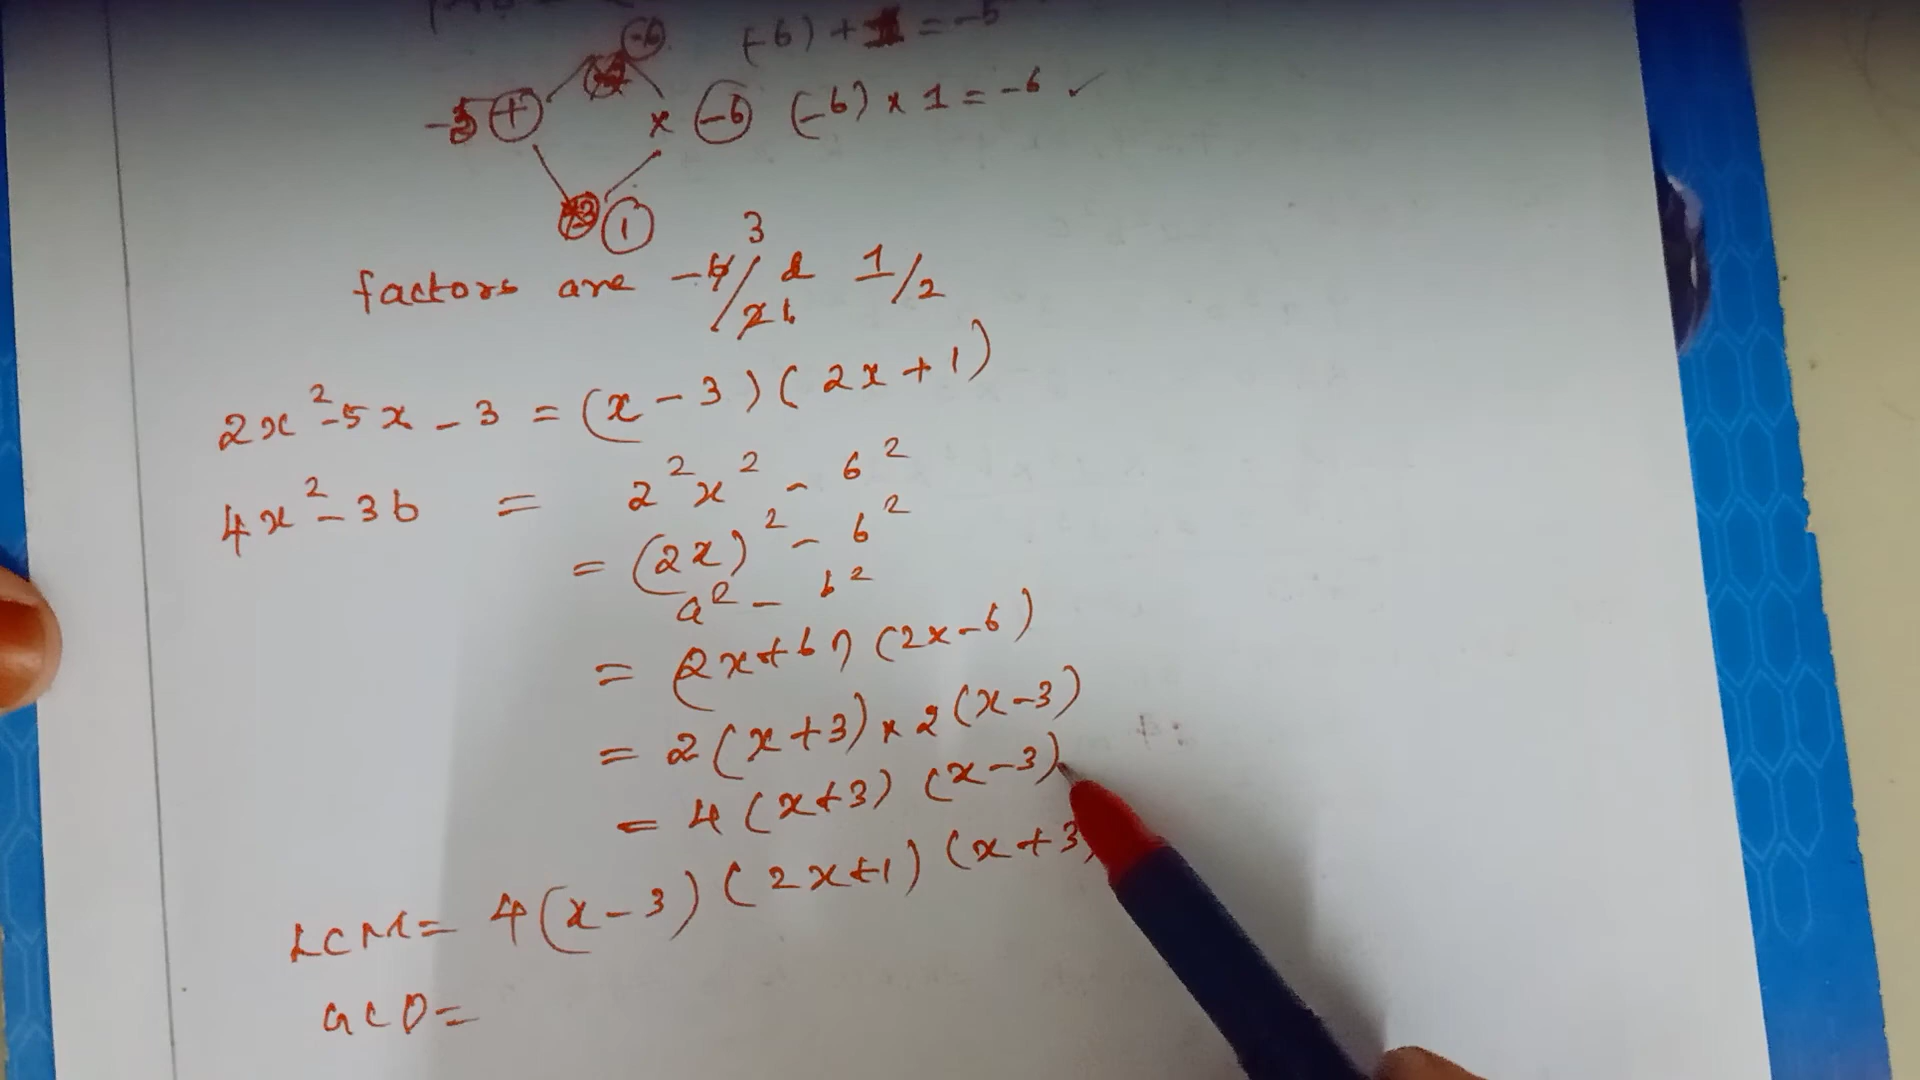 (-6) + 1 = -5
-6
-5 + × -6 (-6) × 1 = -6 ✓
1
3
factors are -6/2 & 1/2
1
2x²-5x-3 = (x-3)(2x+1)
4x²-36 = 2²x²-6²
= (2x)²-6²
a²-b²
= (2x+6)(2x-6)
= 2(x+3)×2(x-3)
= 4(x+3)(x-3)
LCM = 4(x-3)(2x+1)(x+3)
GCD =